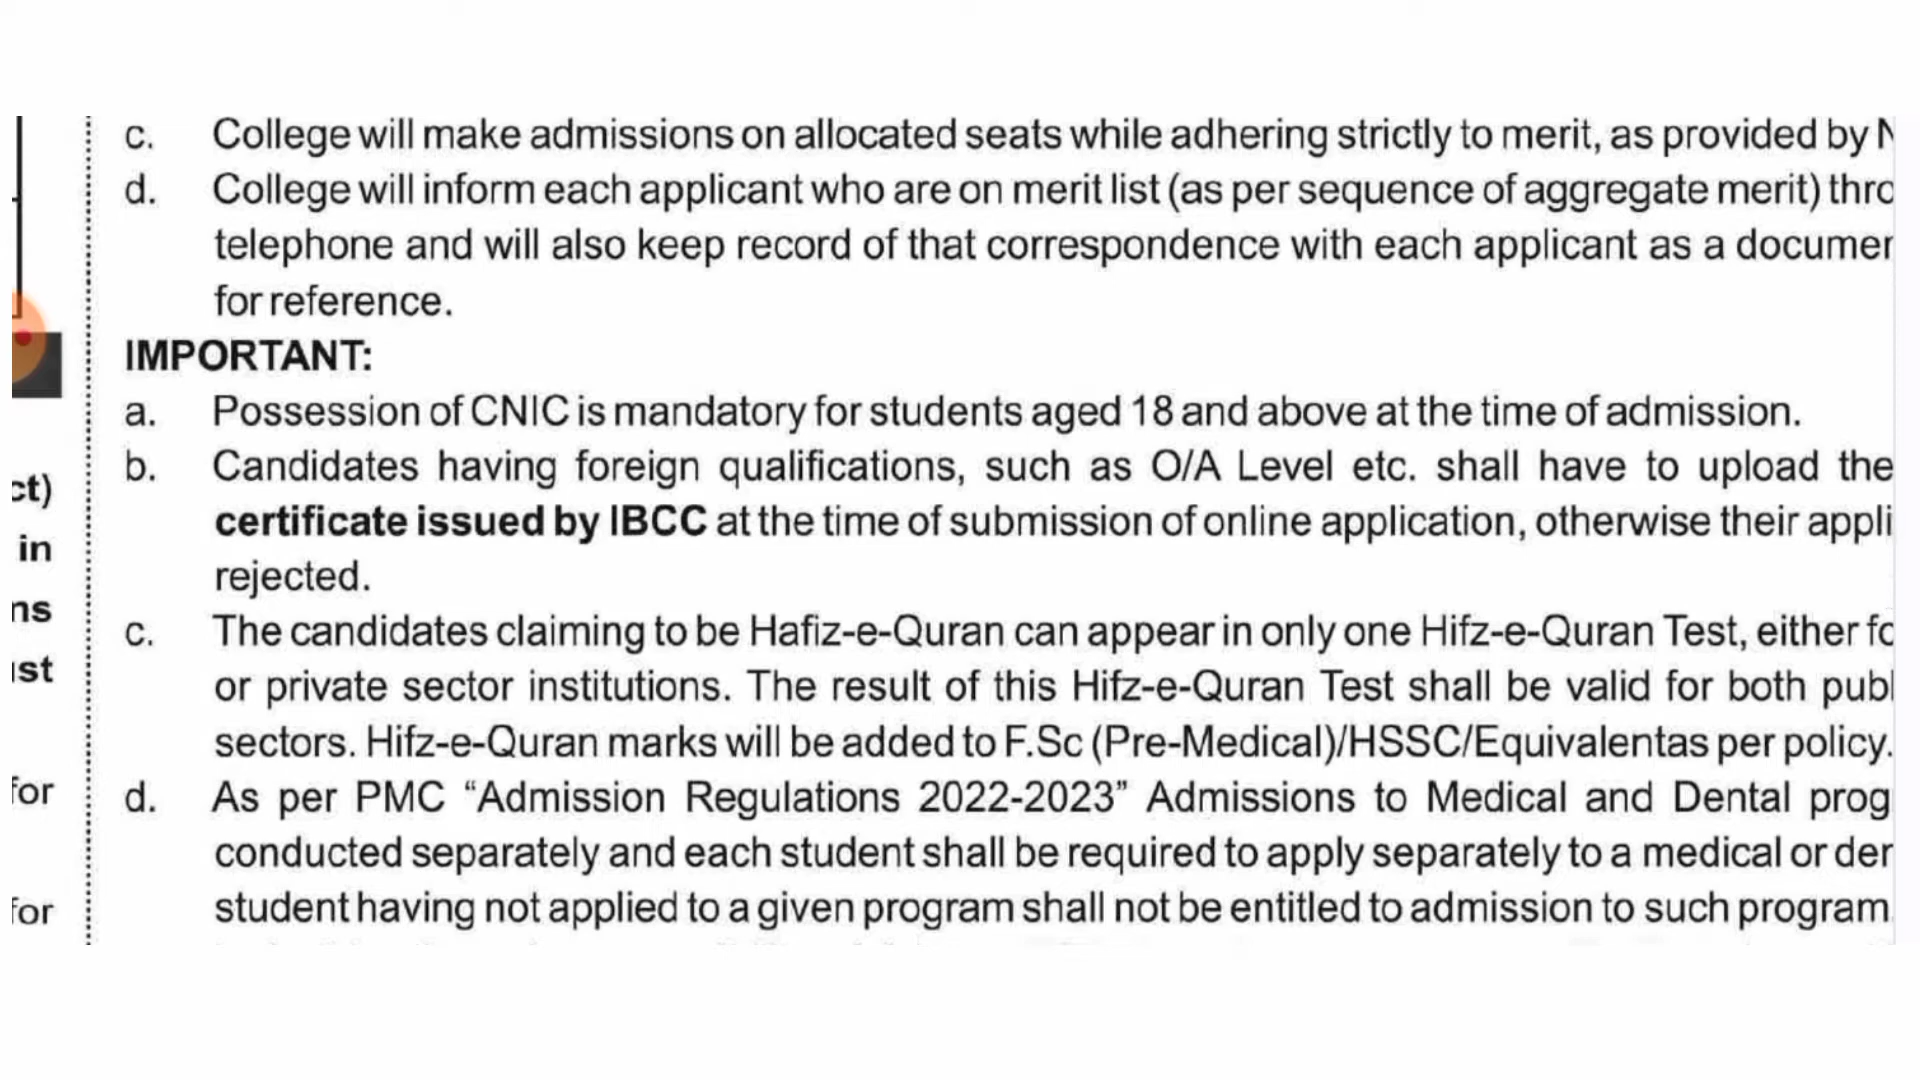 c. College will make admissions on allocated seats while adhering strictly to merit, as provided by
d. College will inform each applicant who are on merit list (as per sequence of aggregate merit)
telephone and will also keep record of that correspondence with each applicant as a
for reference.
IMPORTANT:
a. Possession of CNIC is mandatory for students aged 18 and above at the time of admission.
b. Candidates having foreign qualifications, such as O/A Level etc. shall have to upload the
certificate issued by IBCC at the time of submission of online application, otherwise their
rejected.
c. The candidates claiming to be Hafiz-e-Quran can appear in only one Hifz-e-Quran Test, either
or private sector institutions. The result of this Hifz-e-Quran Test shall be valid for both
sectors. Hifz-e-Quran marks will be added to F.Sc (Pre-Medical)/HSSC/Equivalentas per policy.
d. As per PMC “Admission Regulations 2022-2023” Admissions to Medical and Dental
conducted separately and each student shall be required to apply separately to a medical or
student having not applied to a given program shall not be entitled to admission to such program
in
for
for